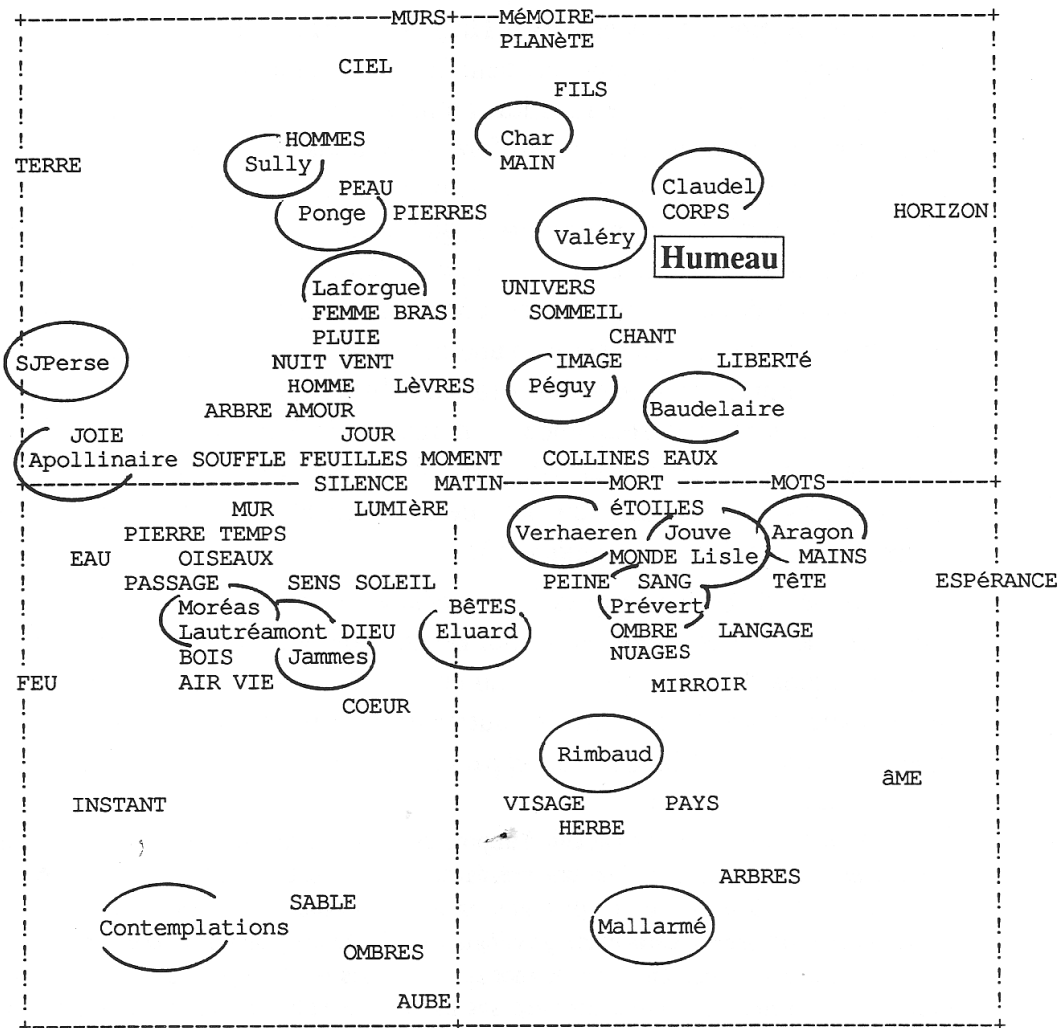 MURS MéMOIRE
PLANèTE
CIEL
FILS
HOMMES Char
TERRE Sully MAIN
PEAU Claudel
Ponge PIERRES CORPS HORIZON
Valéry
Humeau
Laforgue UNIVERS
FEMME BRAS SOMMEIL
PLUIE CHANT
SJPerse NUIT VENT IMAGE LIBERTé
HOMME LèVRES Péguy
ARBRE AMOUR Baudelaire
JOIE JOUR
Apollinaire SOUFFLE FEUILLES MOMENT COLLINES EAUX
SILENCE MATIN MORT MOTS
MUR LUMIèRE éTOILES
PIERRE TEMPS Verhaeren Jouve Aragon
EAU OISEAUX MONDE Lisle MAINS
PASSAGE SENS SOLEIL PEINE SANG TêTE ESPéRANCE
Moréas BêTES Prévert
Lautréamont DIEU Eluard OMBRE LANGAGE
BOIS Jammes NUAGES
FEU AIR VIE MIRROIR
COEUR
Rimbaud
âME
INSTANT VISAGE PAYS
HERBE
ARBRES
SABLE
Contemplations Mallarmé
OMBRES
AUBE